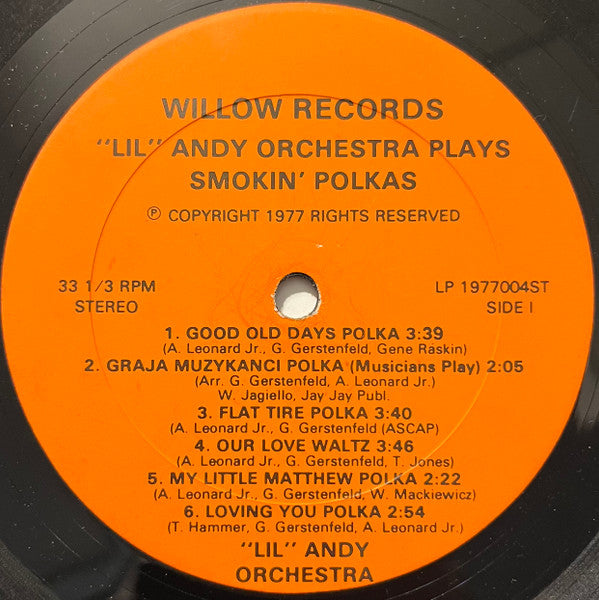 WILLOW RECORDS
"LIL" ANDY ORCHESTRA PLAYS
SMOKIN' POLKAS
℗ COPYRIGHT 1977 RIGHTS RESERVED
33 1/3 RPM
STEREO
LP 1977004ST
SIDE I
1. GOOD OLD DAYS POLKA 3:39
(A. Leonard Jr., G. Gerstenfeld, Gene Raskin)
2. GRAJA MUZYKANCI POLKA (Musicians Play) 2:05
(Arr. G. Gerstenfeld, A. Leonard Jr.)
W. Jagiello, Jay Jay Publ.
3. FLAT TIRE POLKA 3:40
(A. Leonard Jr., G. Gerstenfeld (ASCAP)
4. OUR LOVE WALTZ 3:46
(A. Leonard Jr., G. Gerstenfeld, T. Jones)
5. MY LITTLE MATTHEW POLKA 2:22
(A. Leonard Jr., G. Gerstenfeld, W. Mackiewicz)
6. LOVING YOU POLKA 2:54
(T. Hammer, G. Gerstenfeld, A. Leonard Jr.)
"LIL" ANDY
ORCHESTRA